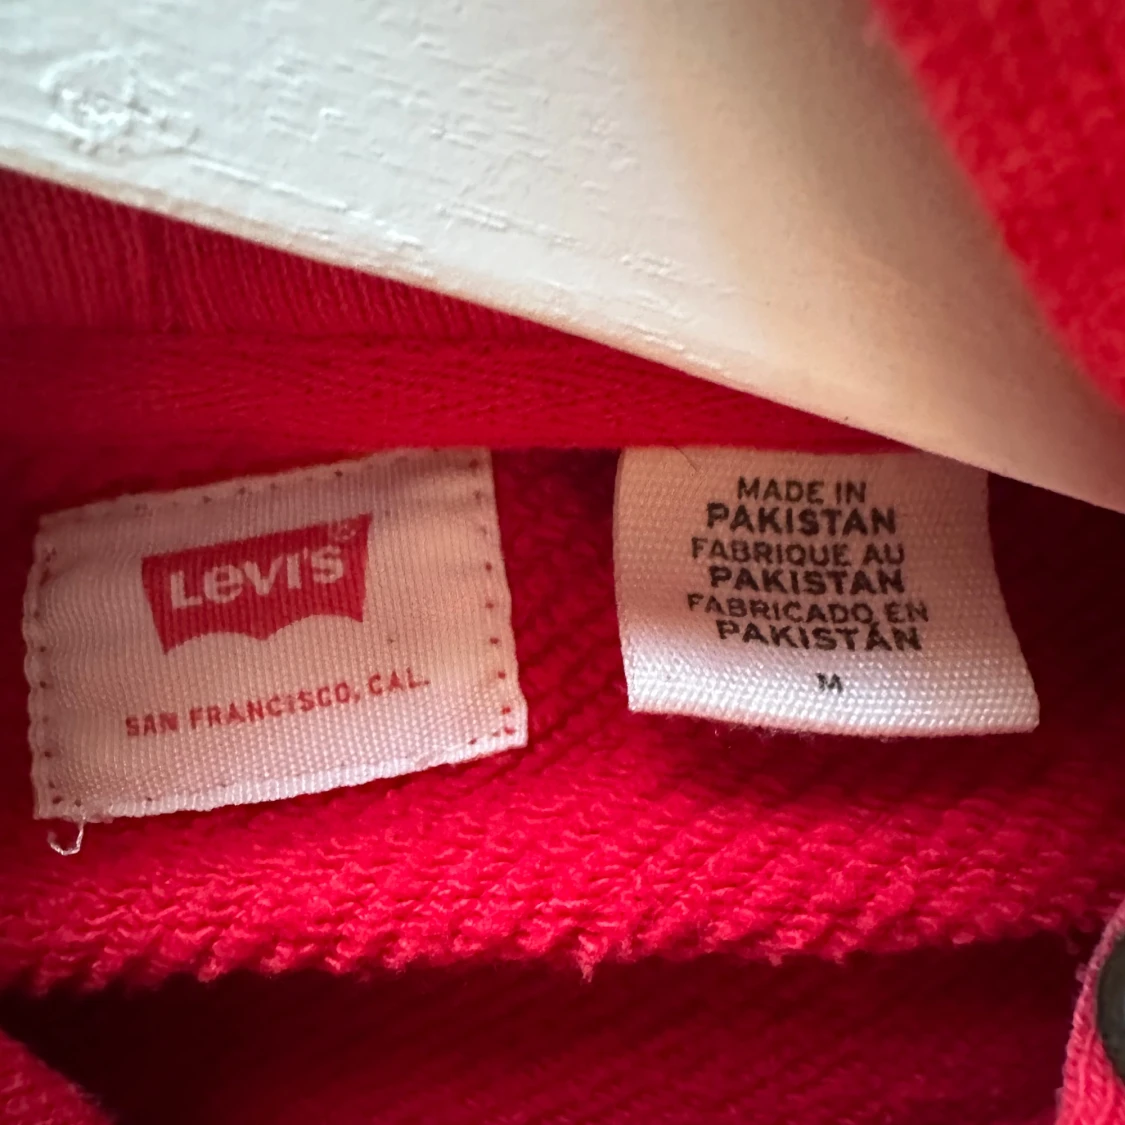 Levi's
SAN FRANCISCO, CAL.
MADE IN
PAKISTAN
FABRIQUE AU
PAKISTAN
FABRICADO EN
PAKISTÁN
M